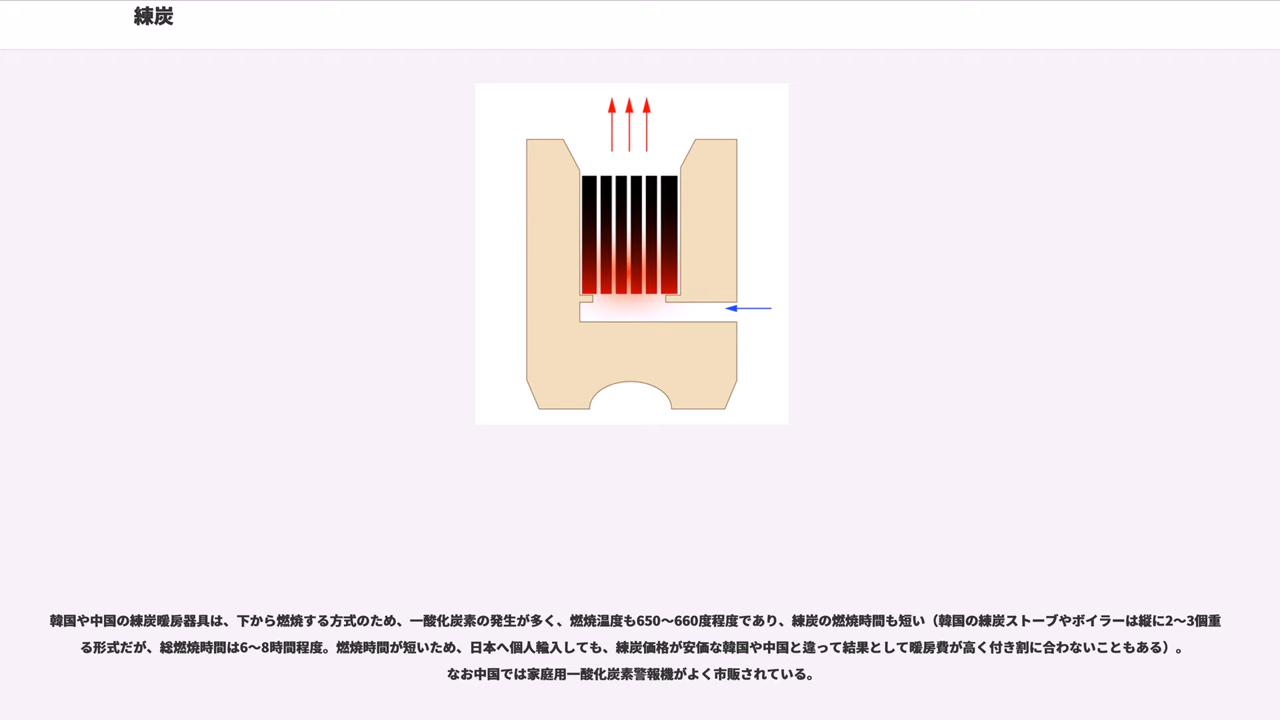 練炭
韓国や中国の練炭暖房器具は、下から燃焼する方式のため、一酸化炭素の発生が多く、燃焼温度も650〜660度程度であり、練炭の燃焼時間も短い（韓国の練炭ストーブやボイラーは縦に2〜3個重
る形式だが、総燃焼時間は6〜8時間程度。燃焼時間が短いため、日本へ個人輸入しても、練炭価格が安価な韓国や中国と違って結果として暖房費が高く付き割に合わないこともある）。
なお中国では家庭用一酸化炭素警報機がよく市販されている。